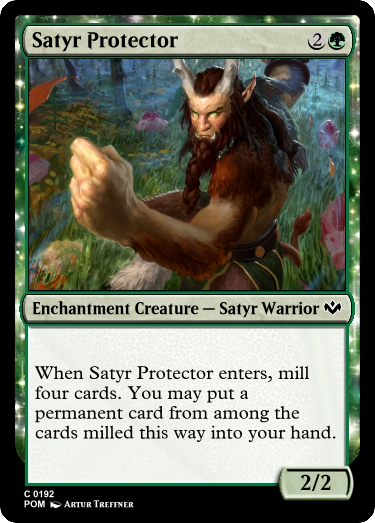 Satyr Protector 2
Enchantment Creature — Satyr Warrior
When Satyr Protector enters, mill
four cards. You may put a
permanent card from among the
cards milled this way into your hand.
2/2
C 0192
POM Artur Treffner